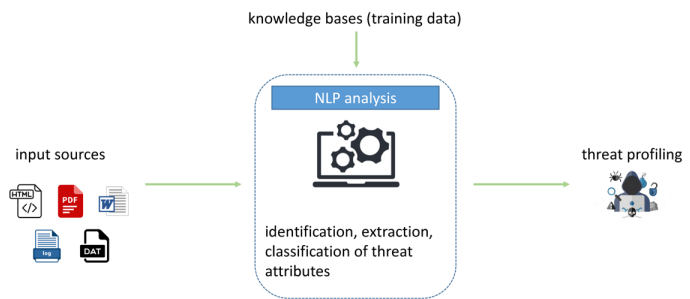 knowledge bases (training data)
NLP analysis
input sources
HTML
</>
PDF
W
log
DAT
identification, extraction,
classification of threat
attributes
threat profiling